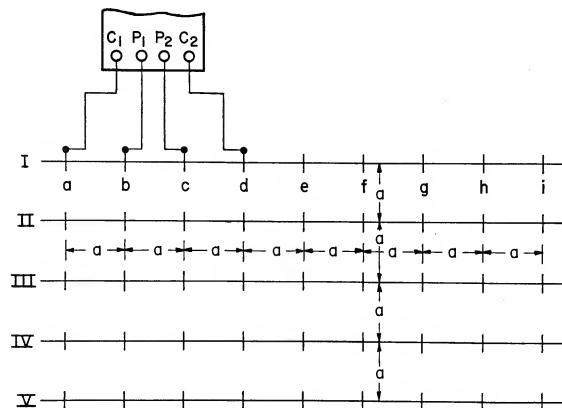 C1 P1 P2 C2
I
a b c d e f g h i
a
II
a a a a a a a a
a
III
a
IV
a
V